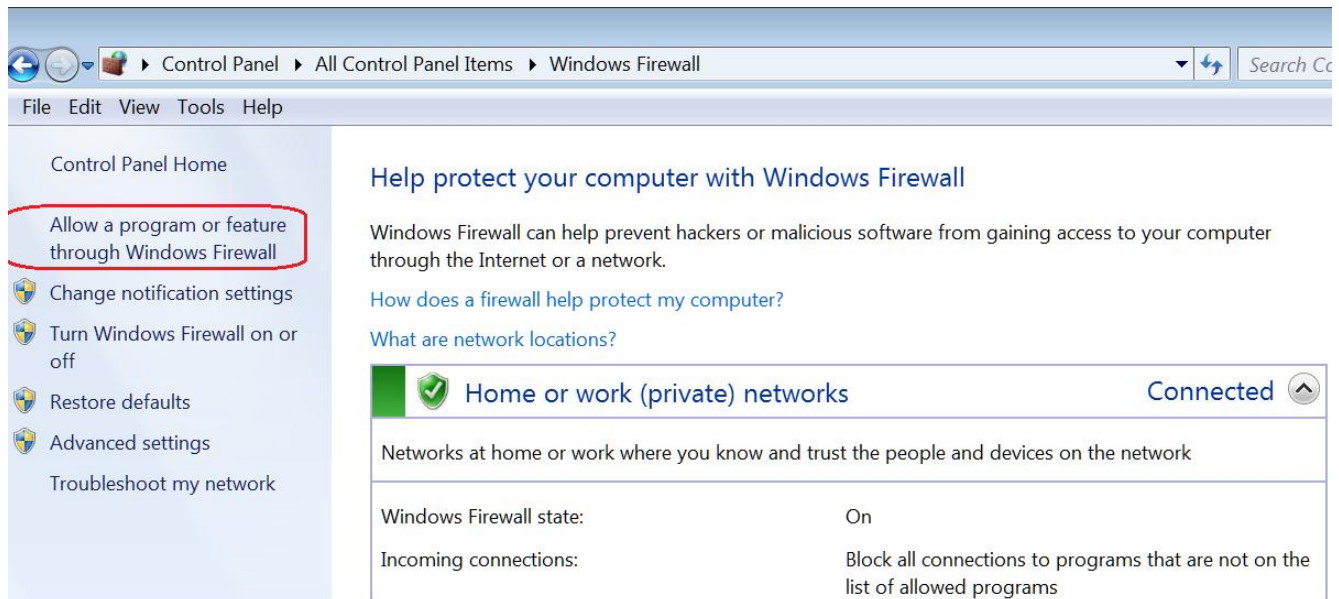 Control Panel ▸ All Control Panel Items ▸ Windows Firewall
Search Co
File Edit View Tools Help
Control Panel Home
Allow a program or feature
through Windows Firewall
Change notification settings
Turn Windows Firewall on or
off
Restore defaults
Advanced settings
Troubleshoot my network
Help protect your computer with Windows Firewall
Windows Firewall can help prevent hackers or malicious software from gaining access to your computer
through the Internet or a network.
How does a firewall help protect my computer?
What are network locations?
Home or work (private) networks Connected
Networks at home or work where you know and trust the people and devices on the network
Windows Firewall state: On
Incoming connections: Block all connections to programs that are not on the
list of allowed programs